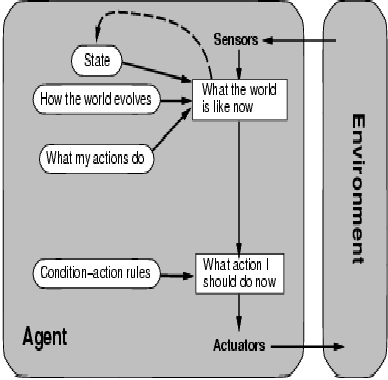 Sensors
State
What the world
is like now
How the world evolves
What my actions do
Environment
Condition–action rules
What action I
should do now
Agent
Actuators